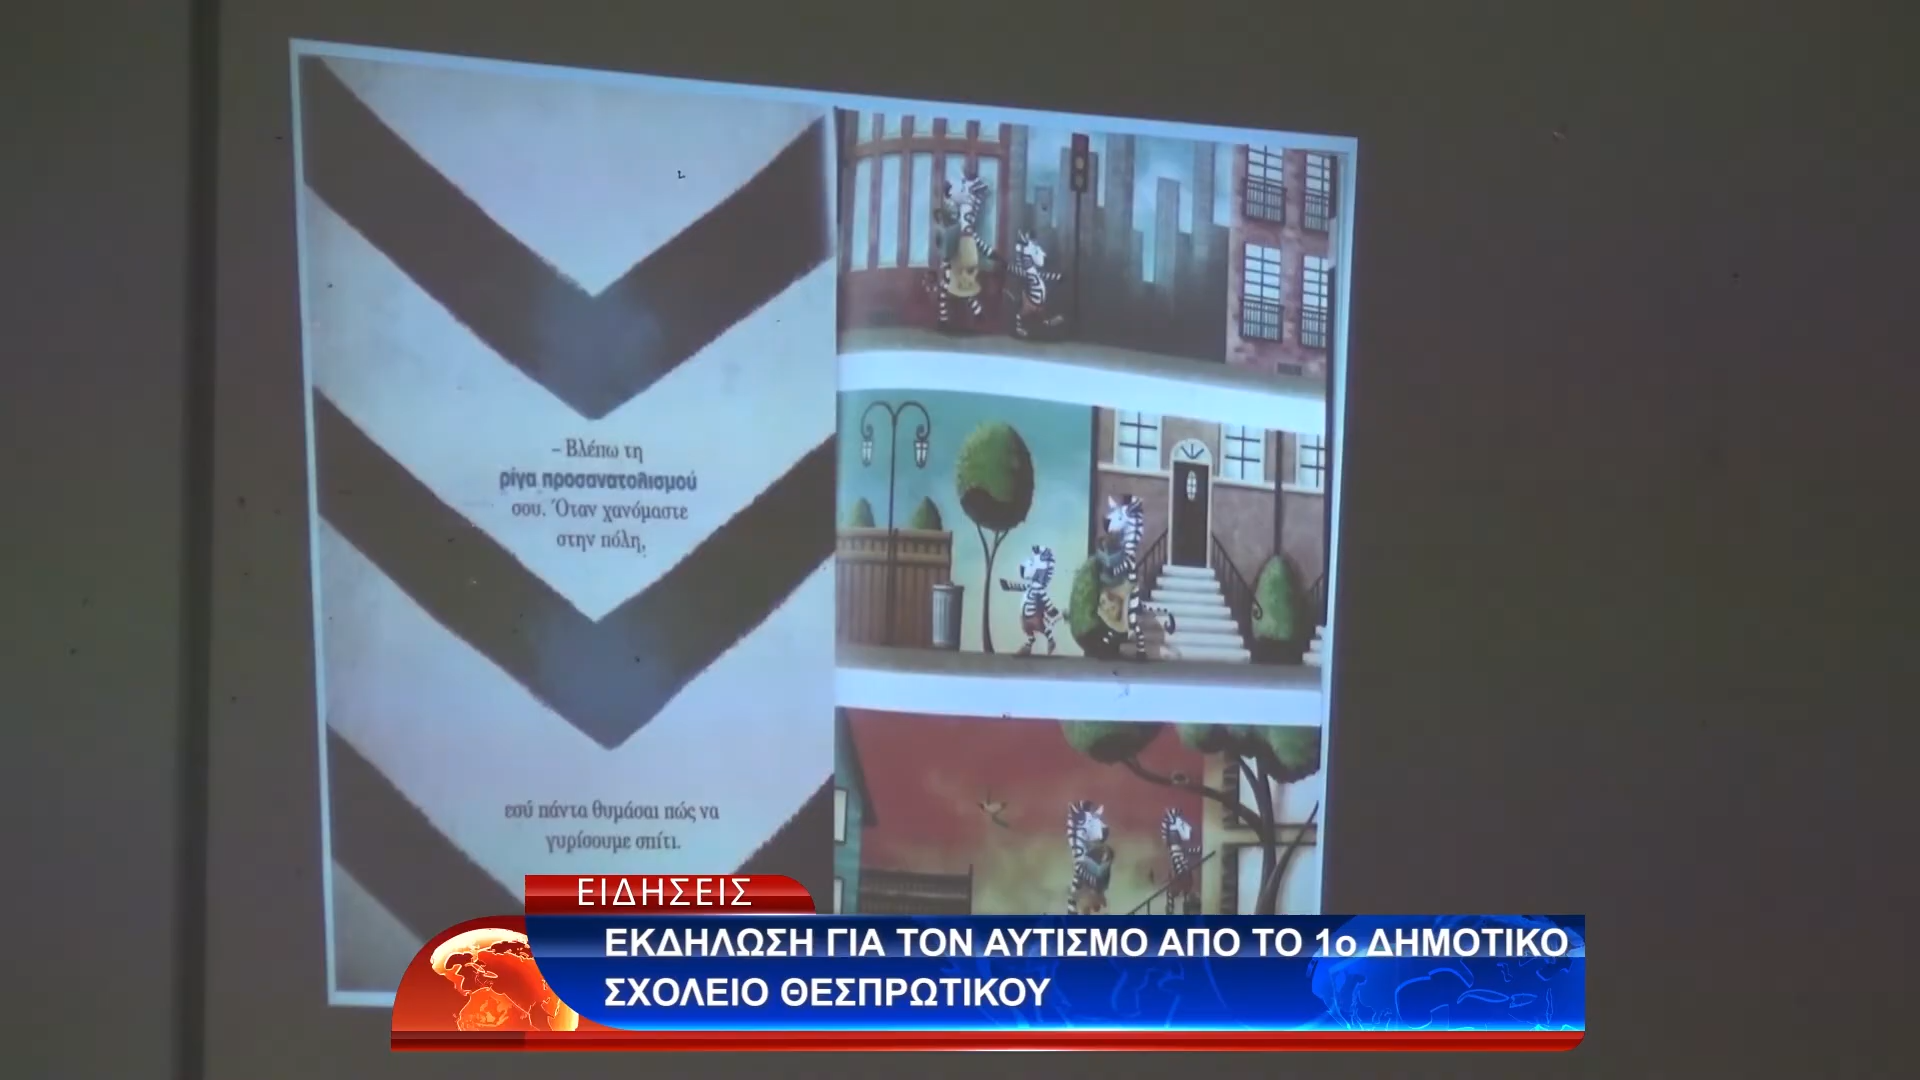 – Βλέπω τη
ρίγα προσανατολισμού
σου. Όταν χανόμαστε
στην πόλη,
εσύ πάντα θυμάσαι πώς να
γυρίσουμε σπίτι.
ΕΙΔΗΣΕΙΣ
ΕΚΔΗΛΩΣΗ ΓΙΑ ΤΟΝ ΑΥΤΙΣΜΟ ΑΠΟ ΤΟ 1ο ΔΗΜΟΤΙΚΟ
ΣΧΟΛΕΙΟ ΘΕΣΠΡΩΤΙΚΟΥ